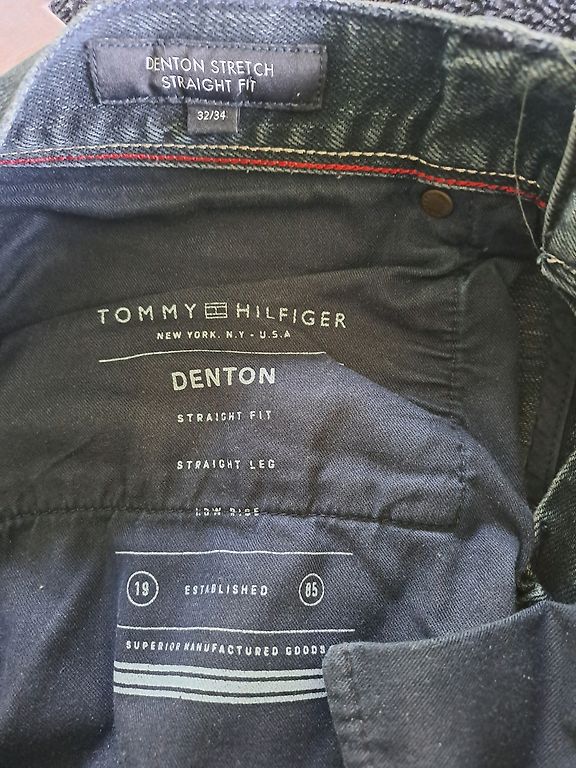 DENTON STRETCH
STRAIGHT FIT
32/34
TOMMY HILFIGER
NEW YORK. N.Y - U.S.A
DENTON
STRAIGHT FIT
STRAIGHT LEG
LOW RISE
19 ESTABLISHED 85
SUPERIOR MANUFACTURED GOODS